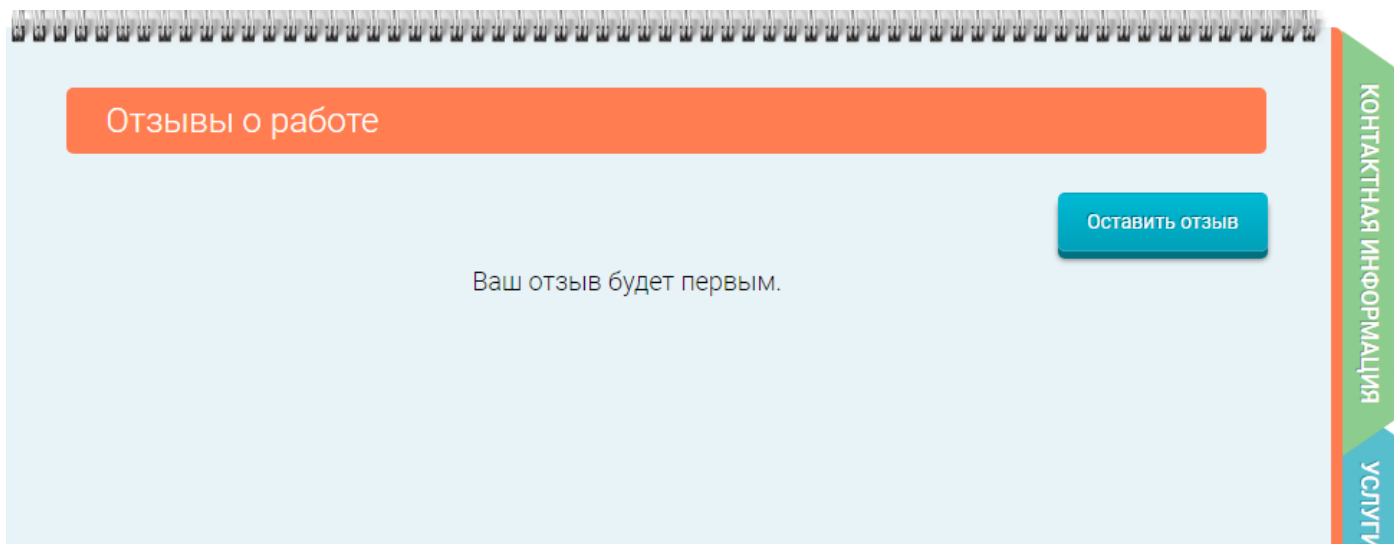 Отзывы о работе
Оставить отзыв
Ваш отзыв будет первым.
КОНТАКТНАЯ ИНФОРМАЦИЯ
УСЛУГИ